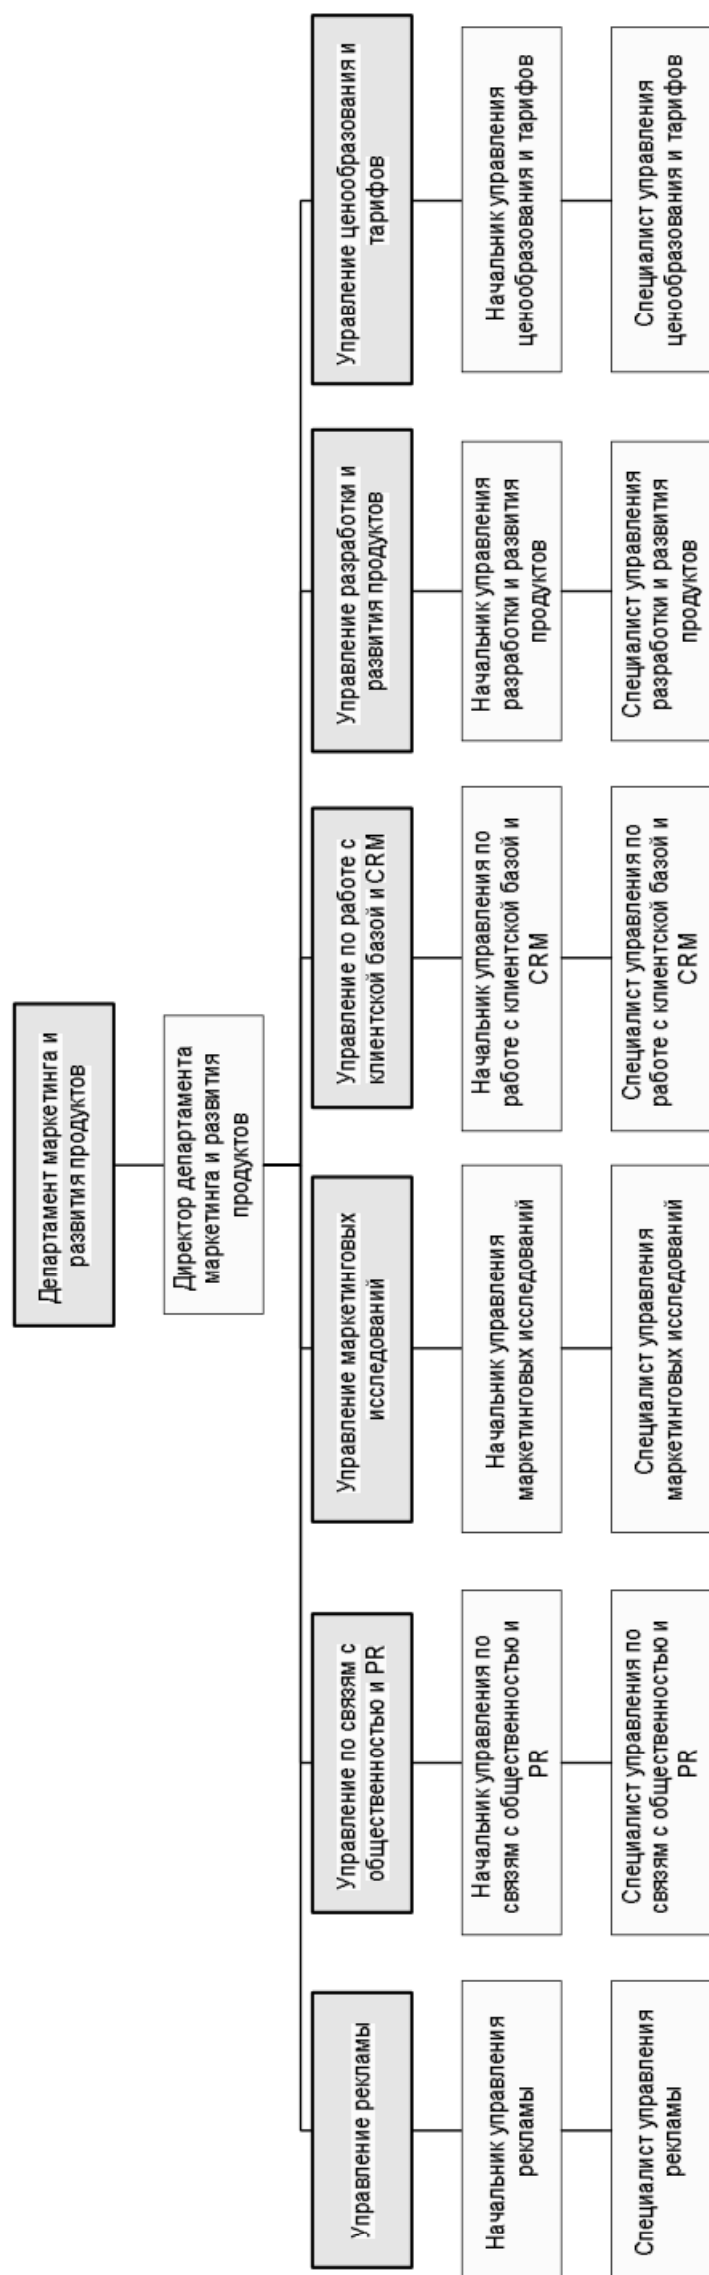 Департамент маркетинга и
развития продуктов
Директор департамента
маркетинга и развития
продуктов
Управление рекламы
Управление по связям с
общественностью и PR
Управление маркетинговых
исследований
Управление по работе с
клиентской базой и CRM
Управление разработки и
развития продуктов
Управление ценообразования и
тарифов
Начальник управления
рекламы
Начальник управления по
связям с общественностью и
PR
Начальник управления
маркетинговых исследований
Начальник управления по
работе с клиентской базой и
CRM
Начальник управления
разработки и развития
продуктов
Начальник управления
ценообразования и тарифов
Специалист управления
рекламы
Специалист управления по
связям с общественностью и
PR
Специалист управления
маркетинговых исследований
Специалист управления по
работе с клиентской базой и
CRM
Специалист управления
разработки и развития
продуктов
Специалист управления
ценообразования и тарифов